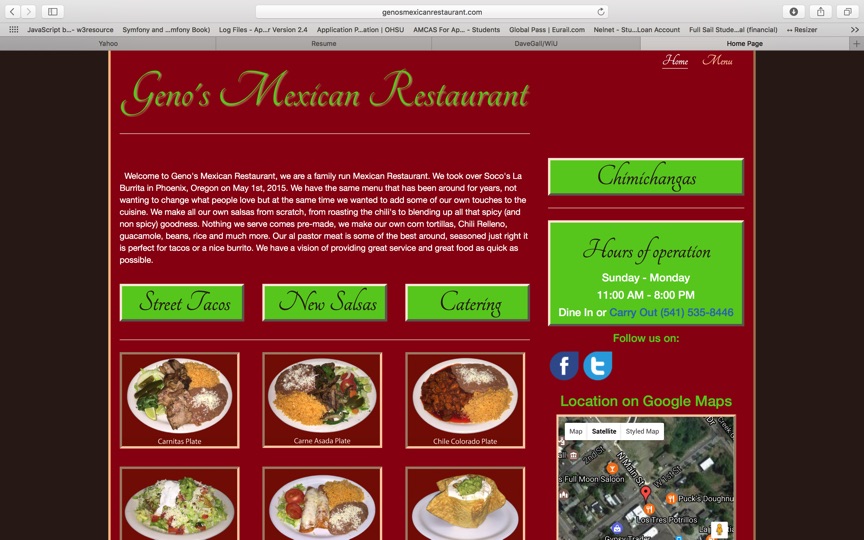 genosmexicanrestaurant.com
JavaScript b...- w3resource
Symfony and ...mfony Book)
Log Files - Ap...r Version 2.4
Application P...ation | OHSU
AMCAS For Ap... - Students
Global Pass | Eurail.com
Nelnet - Stu...Loan Account
Full Sail Stude...al (financial)
↔ Resizer
Yahoo
Resume
DaveGall/WiU
Home Page
Home
Menu
Geno's Mexican Restaurant
Welcome to Geno's Mexican Restaurant, we are a family run Mexican Restaurant. We took over Soco's La
Burrita in Phoenix, Oregon on May 1st, 2015. We have the same menu that has been around for years, not
wanting to change what people love but at the same time we wanted to add some of our own touches to the
cuisine. We make all our own salsas from scratch, from roasting the chili's to blending up all that spicy (and
non spicy) goodness. Nothing we serve comes pre-made, we make our own corn tortillas, Chili Relleno,
guacamole, beans, rice and much more. Our al pastor meat is some of the best around, seasoned just right it
is perfect for tacos or a nice burrito. We have a vision of providing great service and great food as quick as
possible.
Street Tacos
New Salsas
Catering
Carnitas Plate
Carne Asada Plate
Chile Colorado Plate
Chimichangas
Hours of operation
Sunday - Monday
11:00 AM - 8:00 PM
Dine In or Carry Out (541) 535-8446
Follow us on:
Location on Google Maps
Map
Satellite
Styled Map
2nd St
N Main St
W 1st St
s Full Moon Saloon
Puck's Doughnu
Los Tres Potrillos
Gypsy Trader